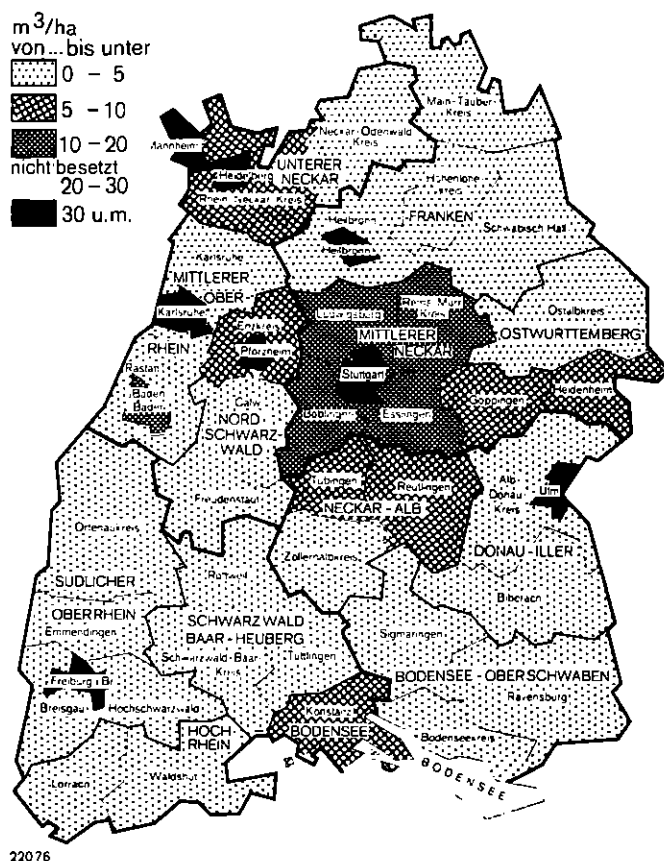 m³/ha
von ... bis unter
0 – 5
5 – 10
10 – 20
nicht besetzt
20 – 30
30 u.m.
Main-Tauber
Kreis
Neckar-Odenwald
Kreis
Mannheim
Heidelberg
UNTERER
NECKAR
Rhein-Neckar Kreis
Hohenlohe
kreis
Heilbronn
FRANKEN
Heilbronn
Schwäbisch Hall
Karlsruhe
MITTLERER
OBER-
Karlsruhe
RHEIN
Enzkreis
Pforzheim
Ludwigsburg
Rems-Murr
Kreis
MITTLERER
NECKAR
Stuttgart
Böblingen
Esslingen
Ostalbkreis
OSTWURTTEMBERG
Göppingen
Heidenheim
Rastatt
Baden
Baden
Calw
NORD-
SCHWARZ-
WALD
Freudenstadt
Tübingen
Reutlingen
NECKAR - ALB
Zollernalbkreis
Alb
Donau
Kreis
Ulm
DONAU - ILLER
Biberach
Ortenaukreis
SÜDLICHER
OBERRHEIN
Emmendingen
Freiburg i Br
Breisgau
Hochschwarzwald
Rottweil
SCHWARZWALD
BAAR-HEUBERG
Schwarzwald-Baar
Kreis
Tuttlingen
Sigmaringen
BODENSEE - OBERSCHWABEN
Ravensburg
Bodenseekreis
Konstanz
BODENSEE
HOCH-
RHEIN
Lörrach
Waldshut
BODENSEE
22076